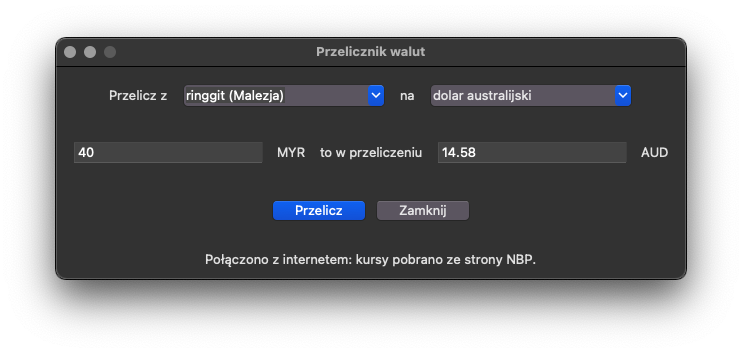 Przelicznik walut
Przelicz z ringgit (Malezja) na dolar australijski
40 MYR to w przeliczeniu 14.58 AUD
Przelicz Zamknij
Połączono z internetem: kursy pobrano ze strony NBP.